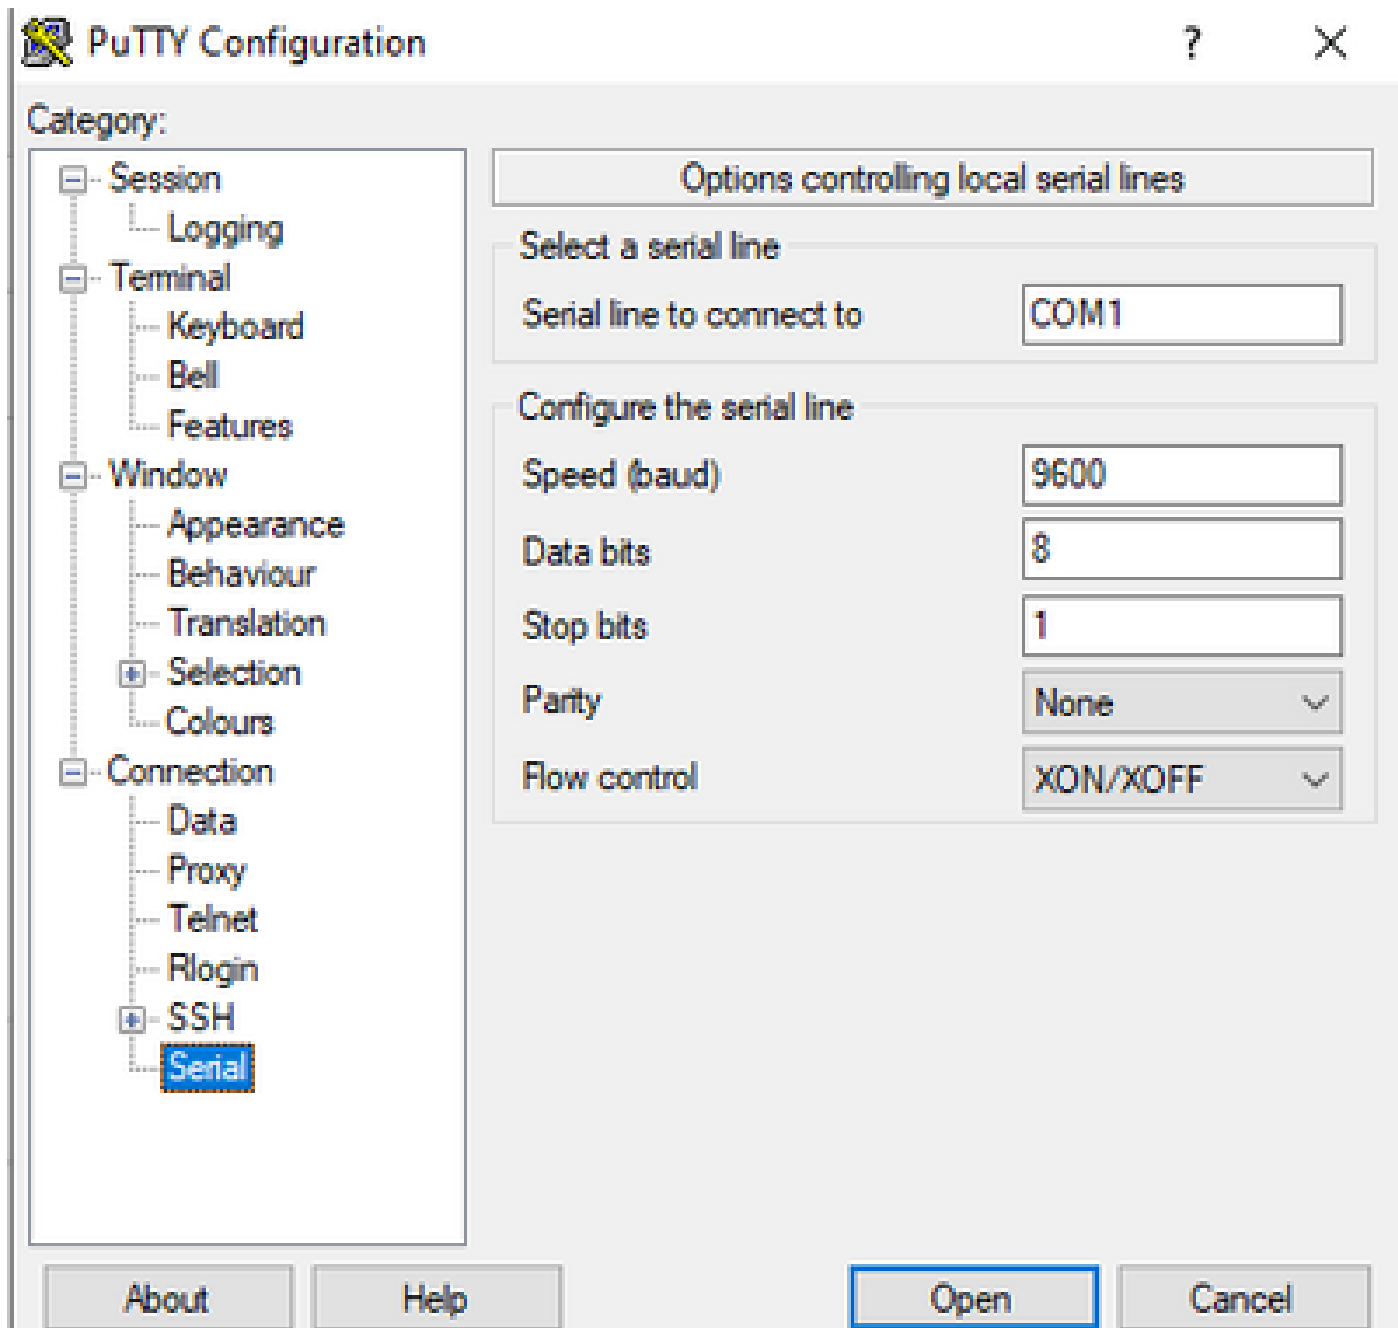 PuTTY Configuration
?
Category:
Session
Logging
Terminal
Keyboard
Bell
Features
Window
Appearance
Behaviour
Translation
Selection
Colours
Connection
Data
Proxy
Telnet
Rlogin
SSH
Serial
Options controlling local serial lines
Select a serial line
Serial line to connect to COM1
Configure the serial line
Speed (baud) 9600
Data bits 8
Stop bits 1
Parity None
Flow control XON/XOFF
About Help Open Cancel